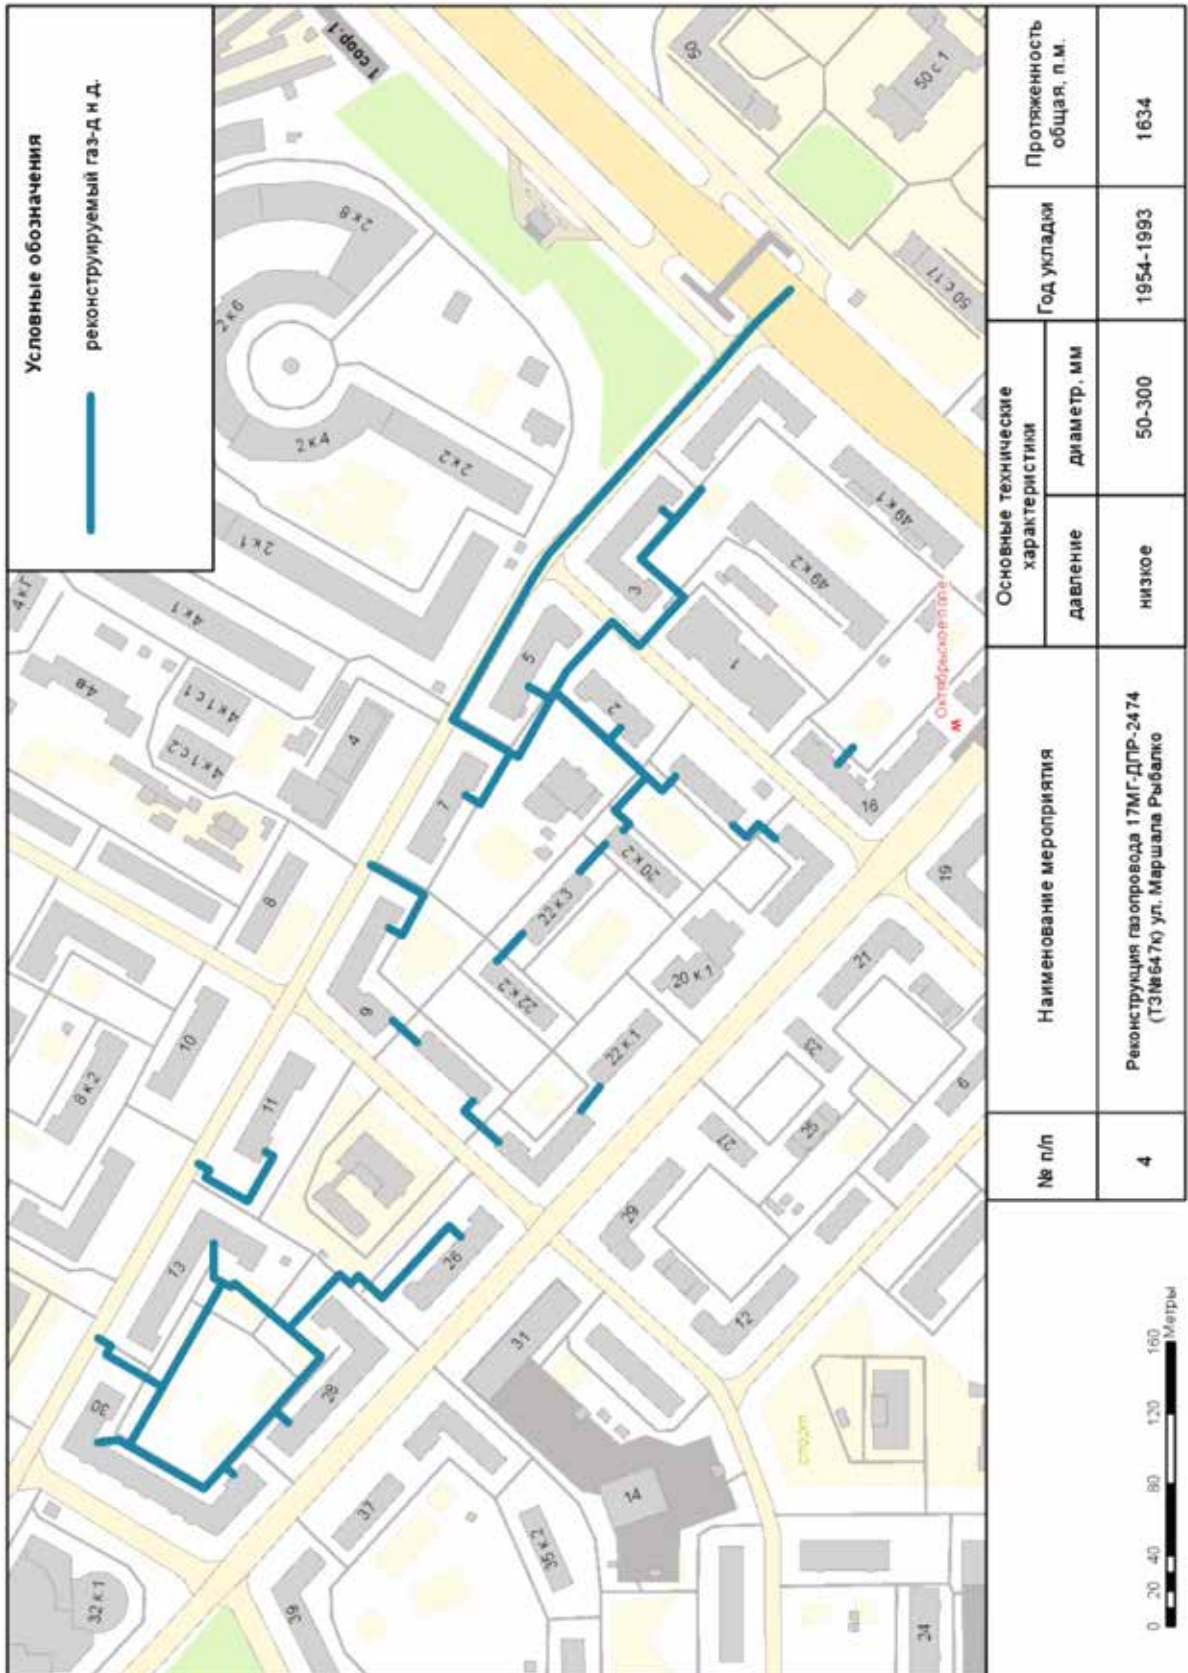 Условные обозначения
реконструируемый газ-д н.д.
1 соор.1
50
50 с 1
2 к 8
2 к 6
2 к 4
2 к 2
2 к 1
50 с 17
4 к Г
4 к 1
4-8
4 к 1 с 1
4 к 1 с 2
4
3
49 к 1
49 к 2
5
1
2
7
Октябрьское поле
16
8
20 к 2
22 к 3
19
10
8 к 2
9
22 к 2
20 к 1
21
22 к 1
23
6
11
27
25
29
13
26
12
31
30
28
спорт
37
14
35 к 2
32 к 1
39
24
№ п/п
Наименование мероприятия
Основные технические
характеристики
давление
диаметр, мм
Год укладки
Протяженность
общая, п.м.
4
Реконструкция газопровода 17МГ-ДПР-2474
(ТЗ№647к) ул. Маршала Рыбалко
низкое
50-300
1954-1993
1634
0 20 40 80 120 160
Метры